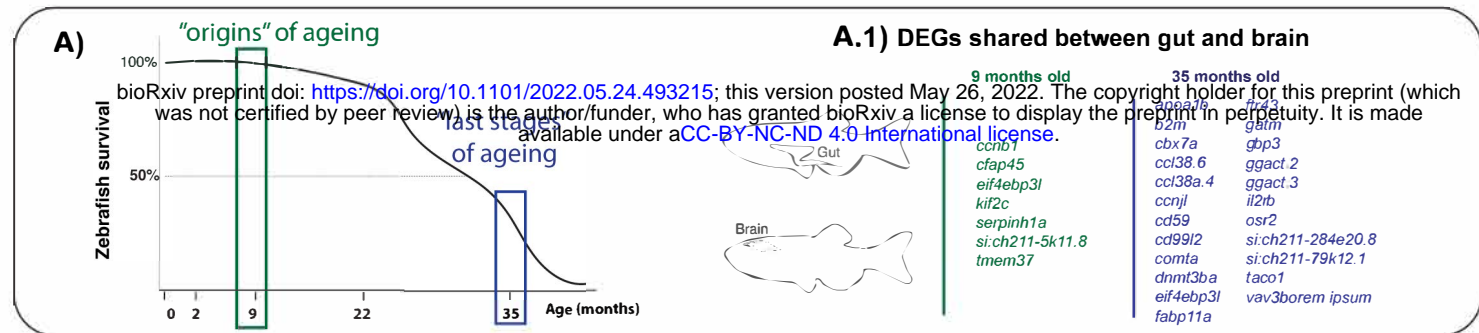 A)
"origins" of ageing
100%
50%
Zebrafish survival
"last stages"
of ageing
0 2 9 22 35 Age (months)
A.1) DEGs shared between gut and brain
bioRxiv preprint doi: https://doi.org/10.1101/2022.05.24.493215; this version posted May 26, 2022. The copyright holder for this preprint (which
was not certified by peer review) is the author/funder, who has granted bioRxiv a license to display the preprint in perpetuity. It is made
available under aCC-BY-NC-ND 4.0 International license.
Gut
Brain
9 months old
ccnb1
cfap45
eif4ebp3l
kif2c
serpinh1a
si:ch211-5k11.8
tmem37
35 months old
apoa1b
b2m
cbx7a
ccl38.6
ccl38a.4
ccnjl
cd59
cd99l2
comta
dnmt3ba
eif4ebp3l
fabp11a
ftr43
gatm
gbp3
ggact.2
ggact.3
il2rb
osr2
si:ch211-284e20.8
si:ch211-79k12.1
taco1
vav3borem ipsum